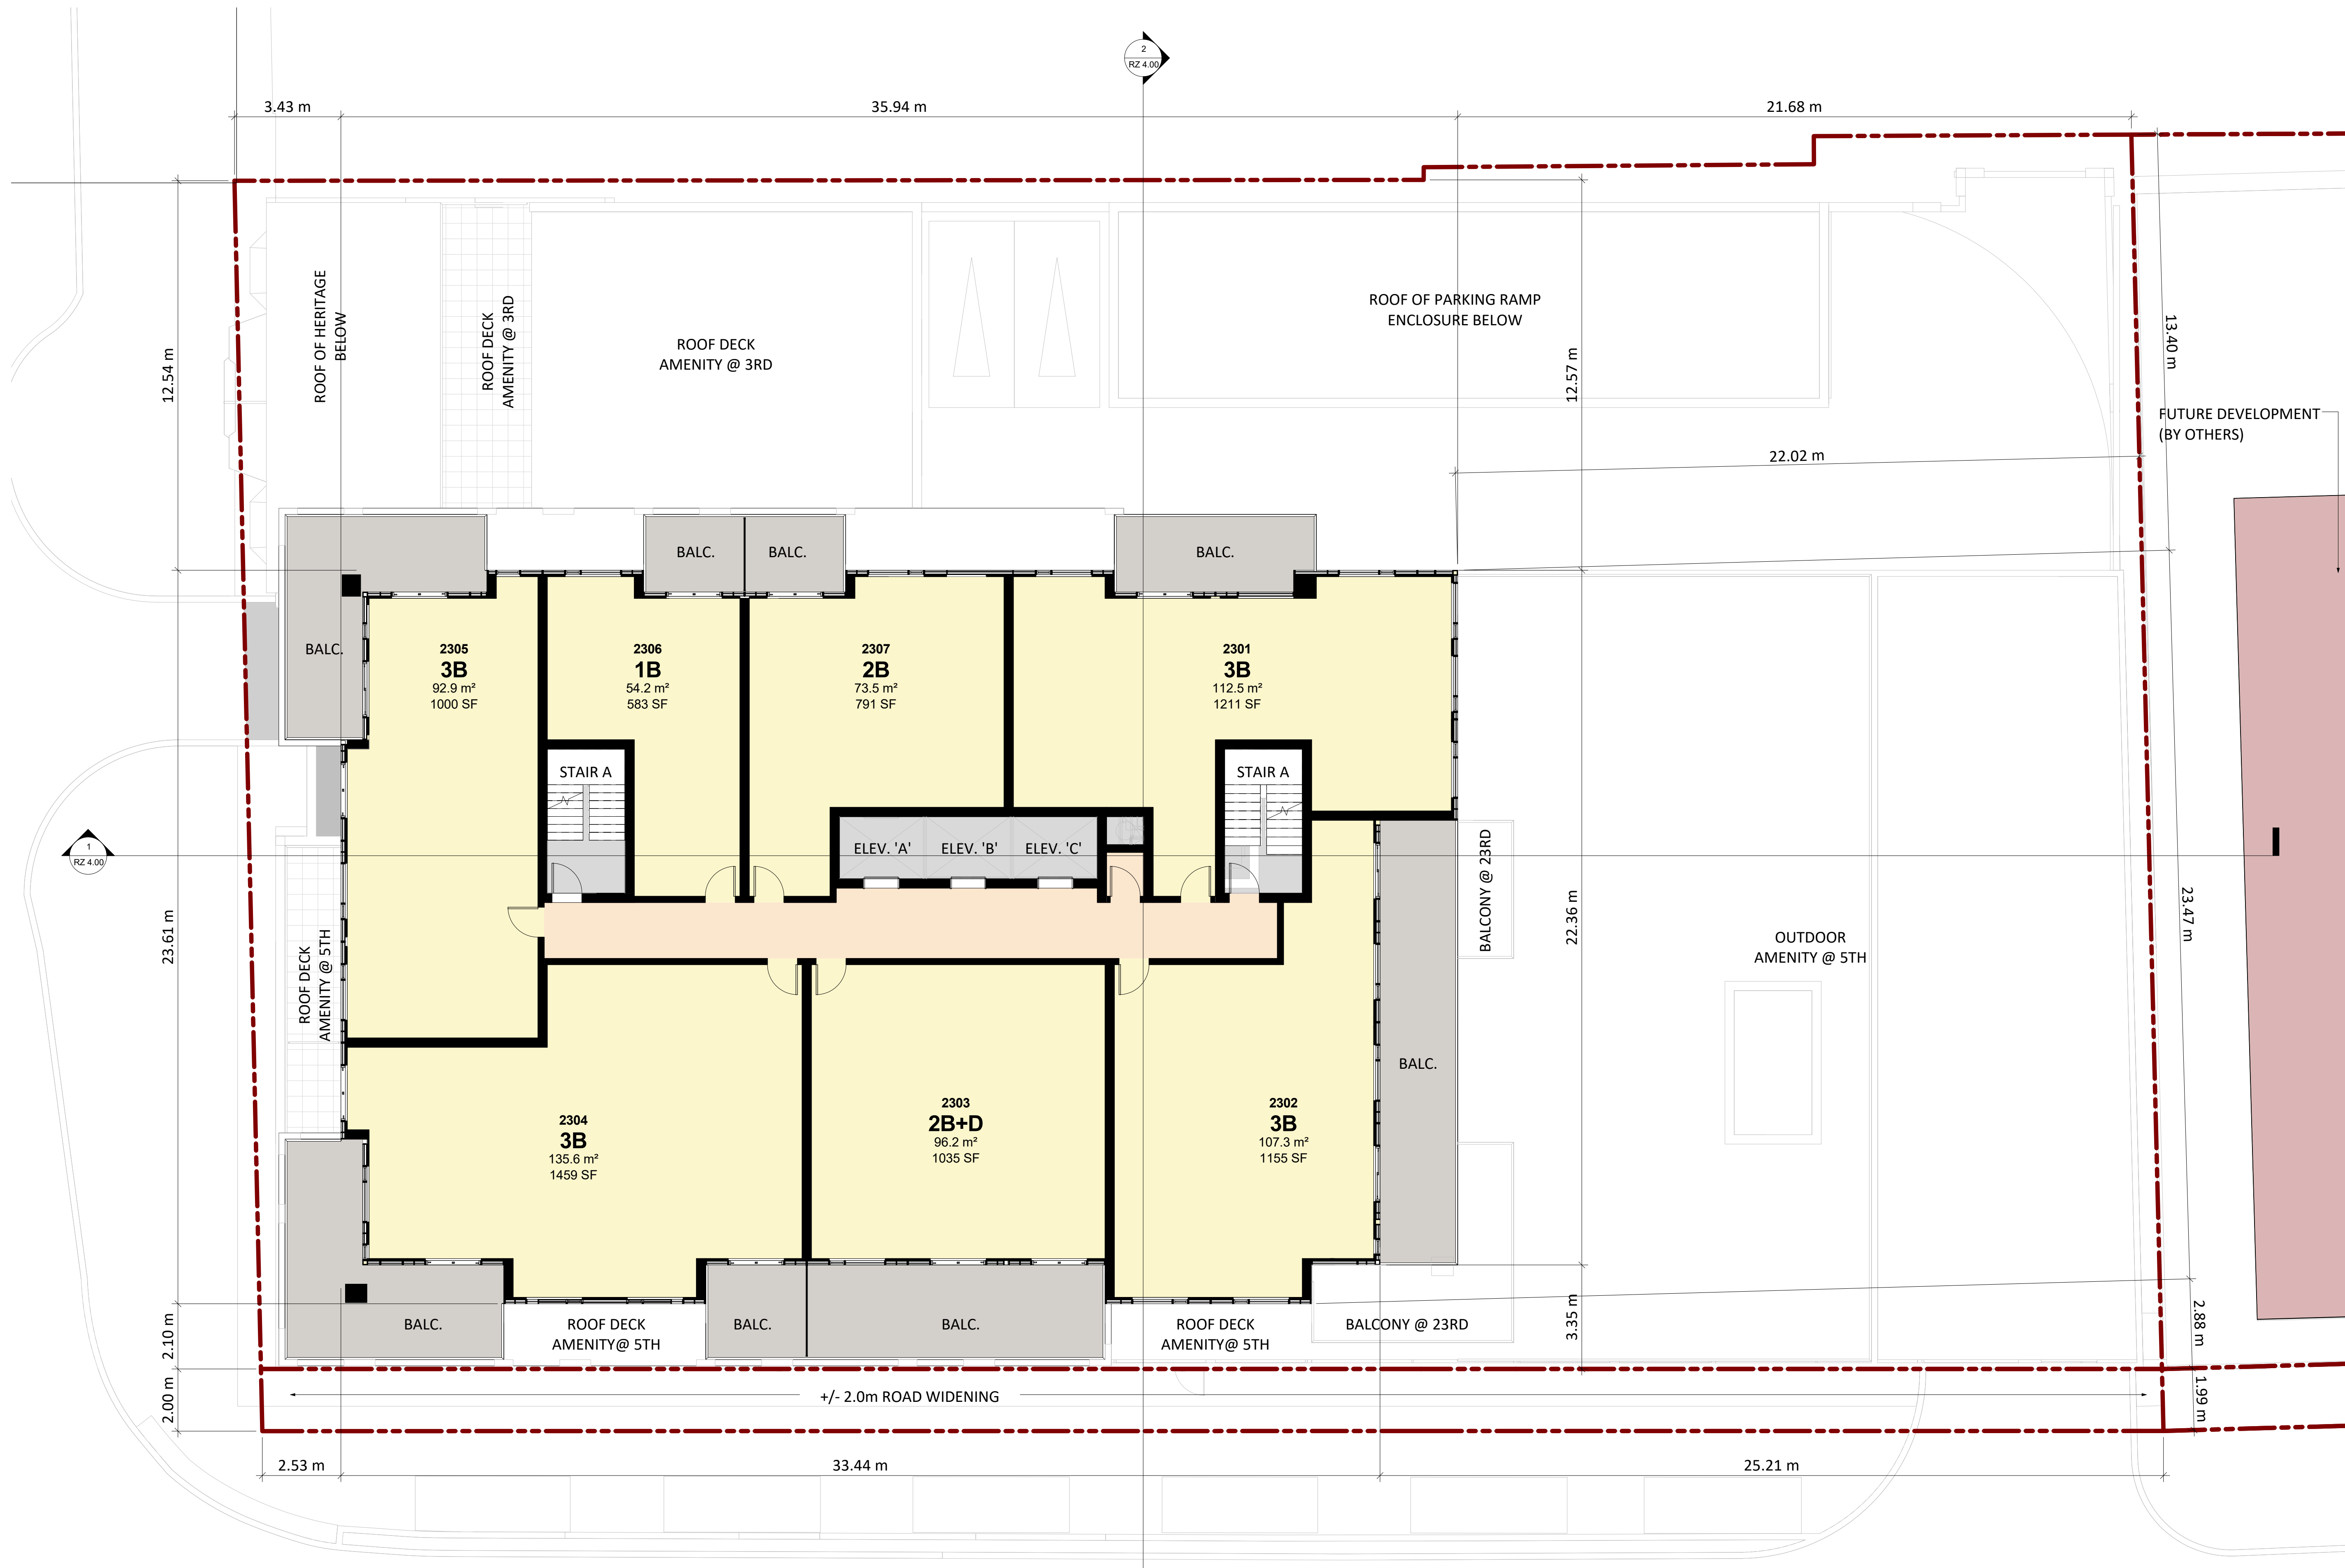 2
RZ 4.00
3.43 m
35.94 m
21.68 m
12.54 m
ROOF OF HERITAGE
BELOW
ROOF DECK
AMENITY @ 3RD
ROOF DECK
AMENITY @ 3RD
ROOF OF PARKING RAMP
ENCLOSURE BELOW
12.57 m
13.40 m
FUTURE DEVELOPMENT
(BY OTHERS)
22.02 m
BALC.
BALC.
BALC.
BALC.
2305
3B
92.9 m²
1000 SF
2306
1B
54.2 m²
583 SF
2307
2B
73.5 m²
791 SF
2301
3B
112.5 m²
1211 SF
STAIR A
STAIR A
1
RZ 4.00
ELEV. 'A'
ELEV. 'B'
ELEV. 'C'
BALCONY @ 23RD
23.61 m
22.36 m
23.47 m
ROOF DECK
AMENITY @ 5TH
OUTDOOR
AMENITY @ 5TH
BALC.
2304
3B
135.6 m²
1459 SF
2303
2B+D
96.2 m²
1035 SF
2302
3B
107.3 m²
1155 SF
2.10 m
BALC.
ROOF DECK
AMENITY@ 5TH
BALC.
BALC.
ROOF DECK
AMENITY@ 5TH
BALCONY @ 23RD
3.35 m
2.88 m
2.00 m
+/- 2.0m ROAD WIDENING
1.99 m
2.53 m
33.44 m
25.21 m